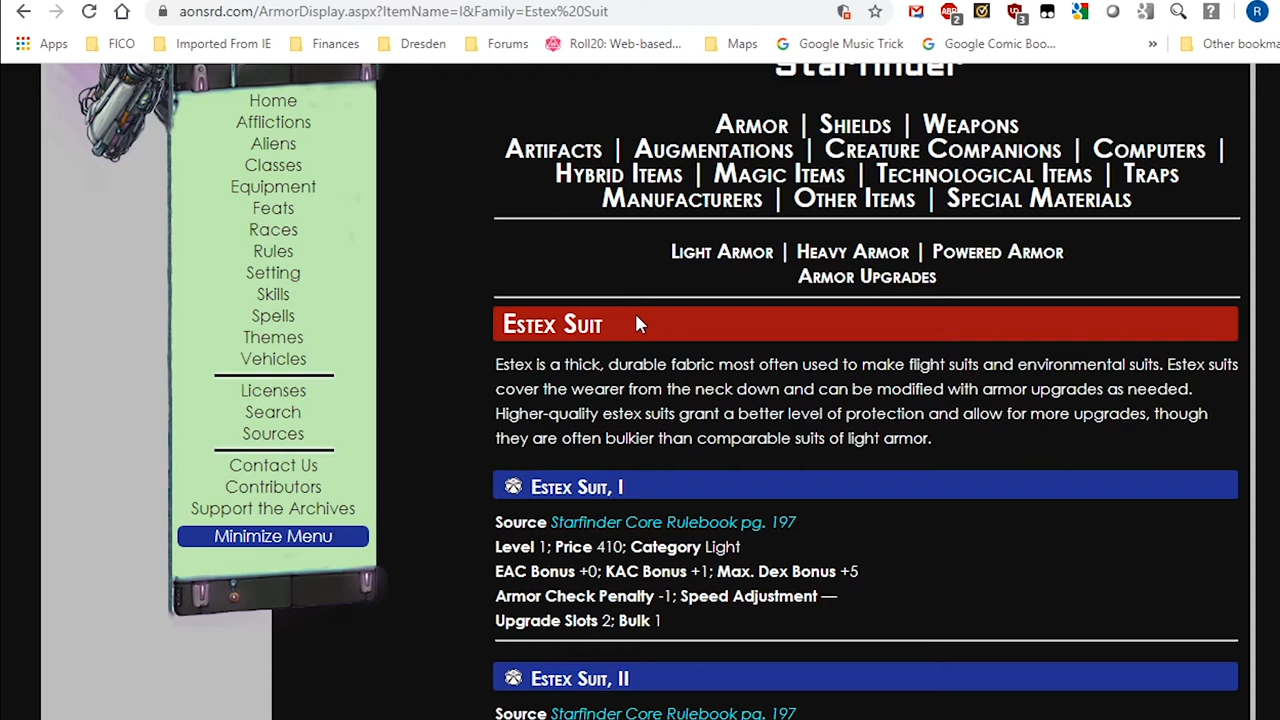 aonsrd.com/ArmorDisplay.aspx?ItemName=I&Family=Estex%20Suit
2
3
R
Apps
FICO
Imported From IE
Finances
Dresden
Forums
Roll20: Web-based...
Maps
Google Music Trick
Google Comic Boo...
»
Other bookma
Starfinder
Home
Afflictions
Aliens
Classes
Equipment
Feats
Races
Rules
Setting
Skills
Spells
Themes
Vehicles
Licenses
Search
Sources
Contact Us
Contributors
Support the Archives
Minimize Menu
Armor | Shields | Weapons
Artifacts | Augmentations | Creature Companions | Computers |
Hybrid Items | Magic Items | Technological Items | Traps
Manufacturers | Other Items | Special Materials
Light Armor | Heavy Armor | Powered Armor
Armor Upgrades
Estex Suit
Estex is a thick, durable fabric most often used to make flight suits and environmental suits. Estex suits
cover the wearer from the neck down and can be modified with armor upgrades as needed.
Higher-quality estex suits grant a better level of protection and allow for more upgrades, though
they are often bulkier than comparable suits of light armor.
Estex Suit, I
Source Starfinder Core Rulebook pg. 197
Level 1; Price 410; Category Light
EAC Bonus +0; KAC Bonus +1; Max. Dex Bonus +5
Armor Check Penalty -1; Speed Adjustment —
Upgrade Slots 2; Bulk 1
Estex Suit, II
Source Starfinder Core Rulebook pg. 197